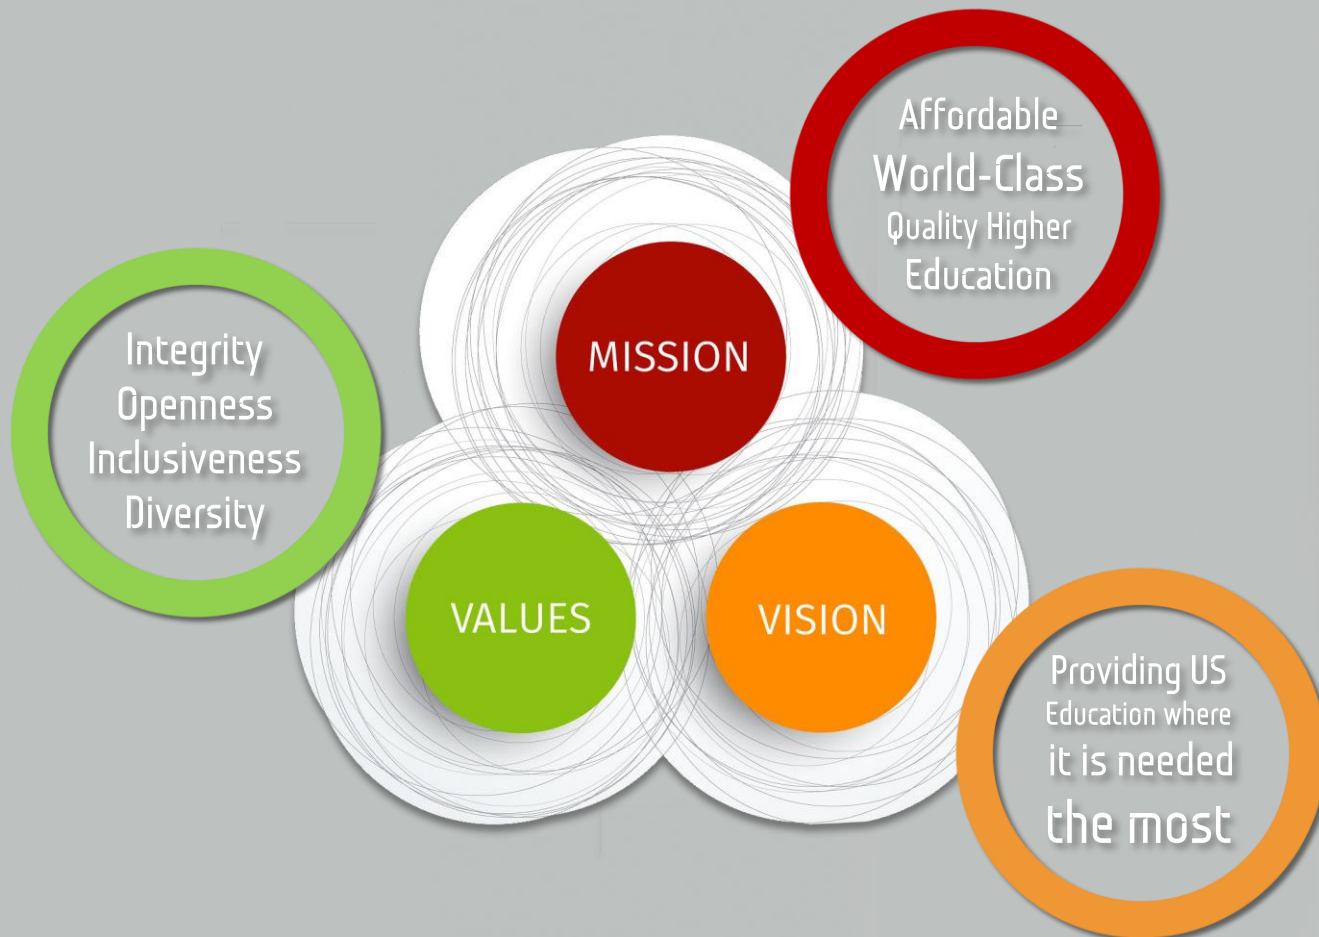 Affordable
World-Class
Quality Higher
Education
MISSION
Integrity
Openness
Inclusiveness
Diversity
VALUES
VISION
Providing US
Education where
it is needed
the most